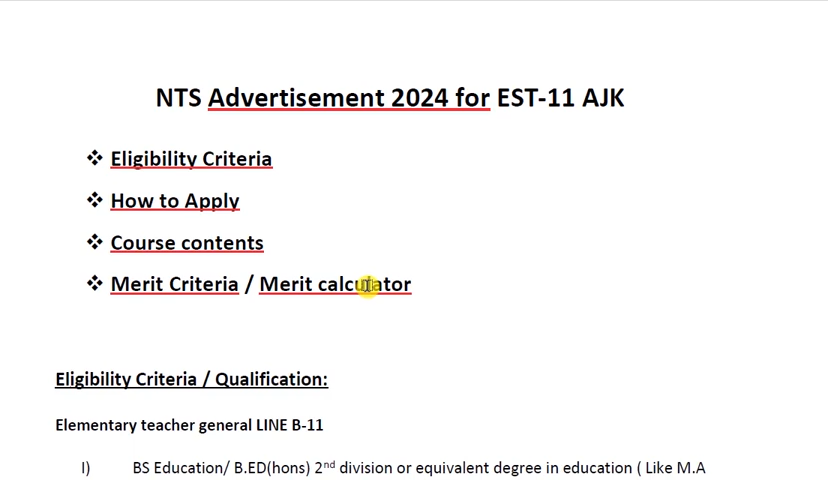 NTS Advertisement 2024 for EST-11 AJK
❖ Eligibility Criteria
❖ How to Apply
❖ Course contents
❖ Merit Criteria / Merit calculator
Eligibility Criteria / Qualification:
Elementary teacher general LINE B-11
I) BS Education/ B.ED(hons) 2nd division or equivalent degree in education ( Like M.A